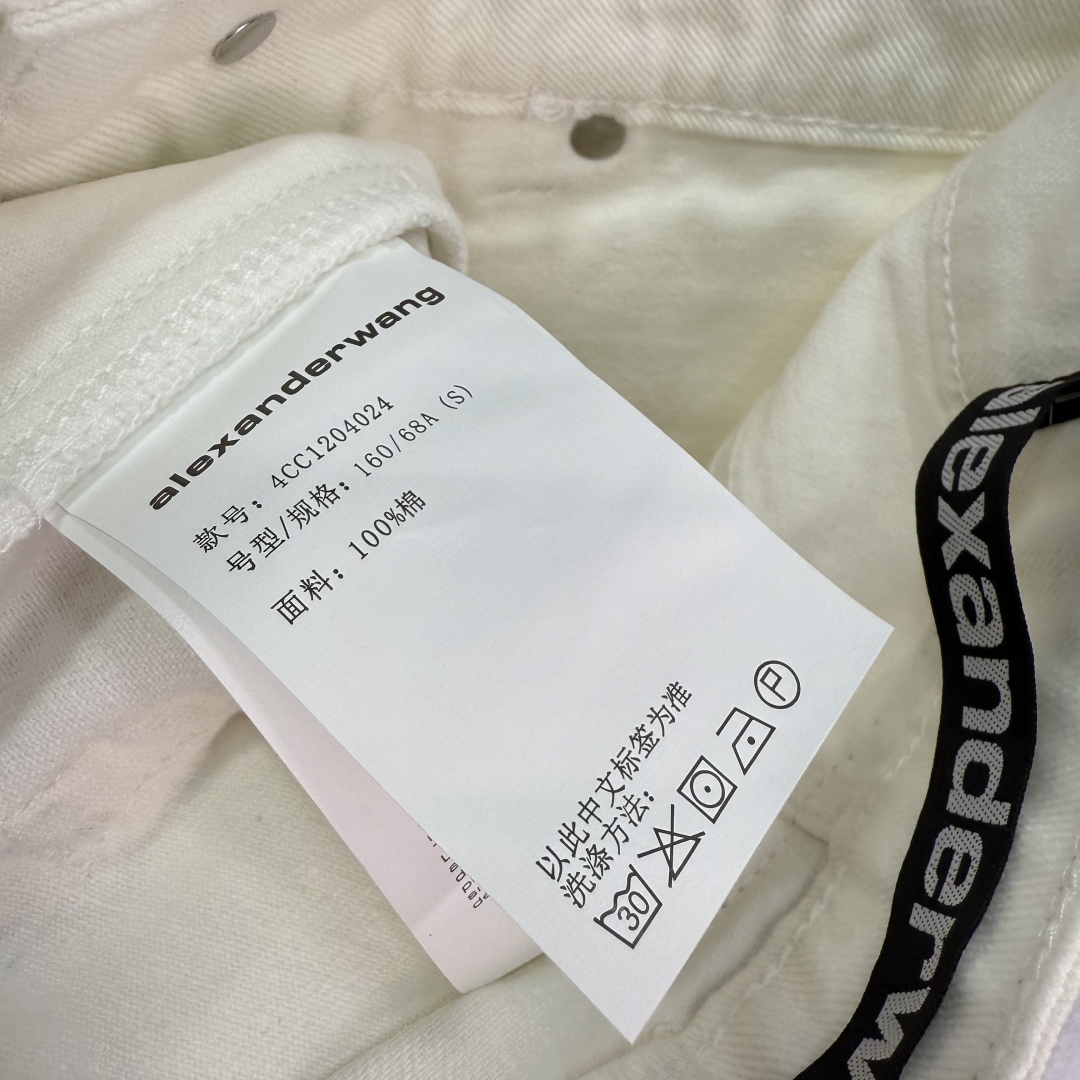 alexanderwang
款号: 4CC1204024
号型/规格: 160/68A (S)
面料: 100%棉
以此中文标签为准
洗涤方法:
30
P
alexanderw